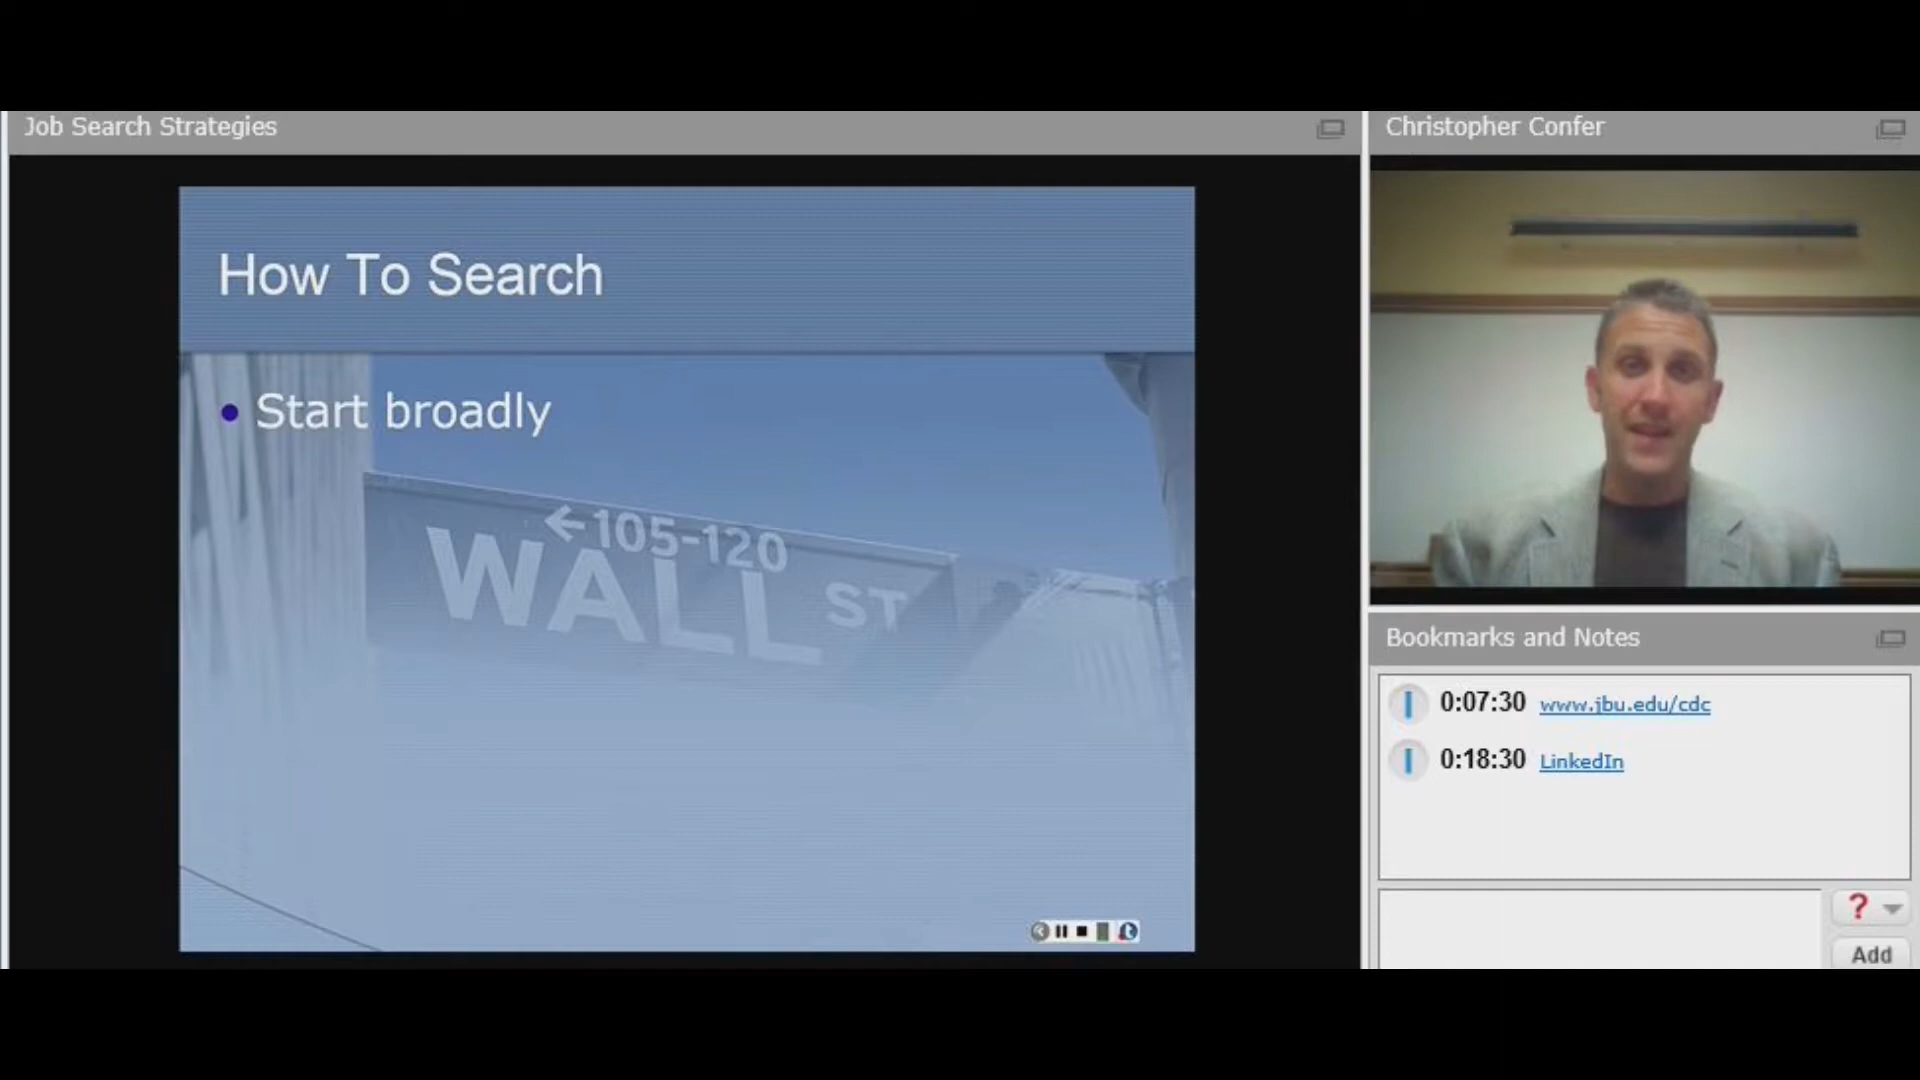 Job Search Strategies
How To Search
• Start broadly
←105-120
WALL ST
Christopher Confer
Bookmarks and Notes
0:07:30 www.jbu.edu/cdc
0:18:30 LinkedIn
?
Add